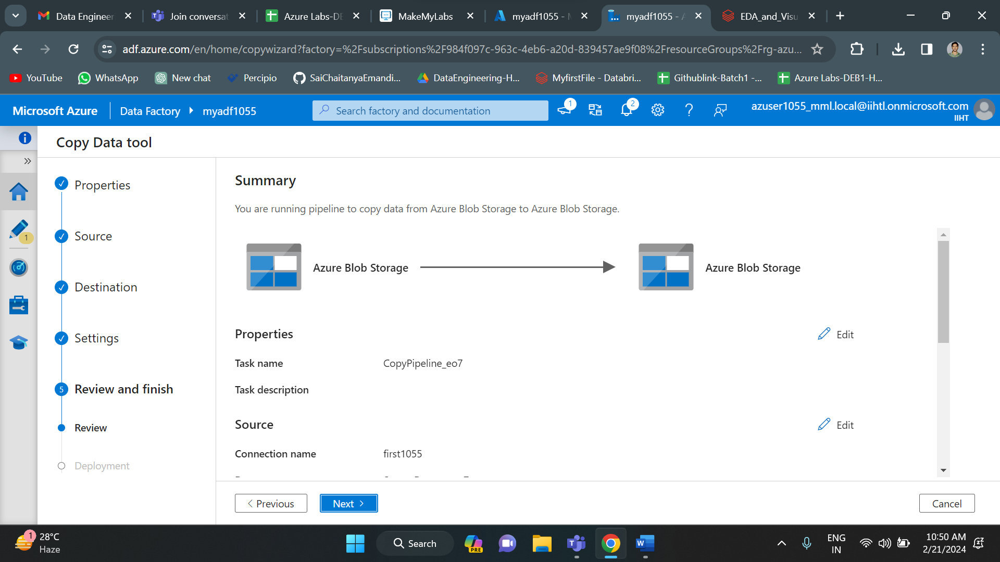 Data Engineer
Join conversat
Azure Labs-DE
MakeMyLabs
myadf1055 - M
myadf1055 - A
EDA_and_Visu
adf.azure.com/en/home/copywizard?factory=%2Fsubscriptions%2F984f097c-963c-4eb6-a20d-839457ae9f08%2FresourceGroups%2Frg-azu...
YouTube
WhatsApp
New chat
Percipio
SaiChaitanyaEmandi...
DataEngineering-H...
MyfirstFile - Databri...
Githublink-Batch1 -...
Azure Labs-DEB1-H...
Microsoft Azure
Data Factory
myadf1055
Search factory and documentation
1
2
azuser1055_mml.local@iihtl.onmicrosoft.com
IIHT
Copy Data tool
1
Properties
Source
Destination
Settings
5
Review and finish
Review
Deployment
Summary
You are running pipeline to copy data from Azure Blob Storage to Azure Blob Storage.
Azure Blob Storage
Azure Blob Storage
Properties
Edit
Task name
CopyPipeline_eo7
Task description
Source
Edit
Connection name
first1055
Previous
Next
Cancel
1
28°C
Haze
Search
PRE
ENG
IN
10:50 AM
2/21/2024